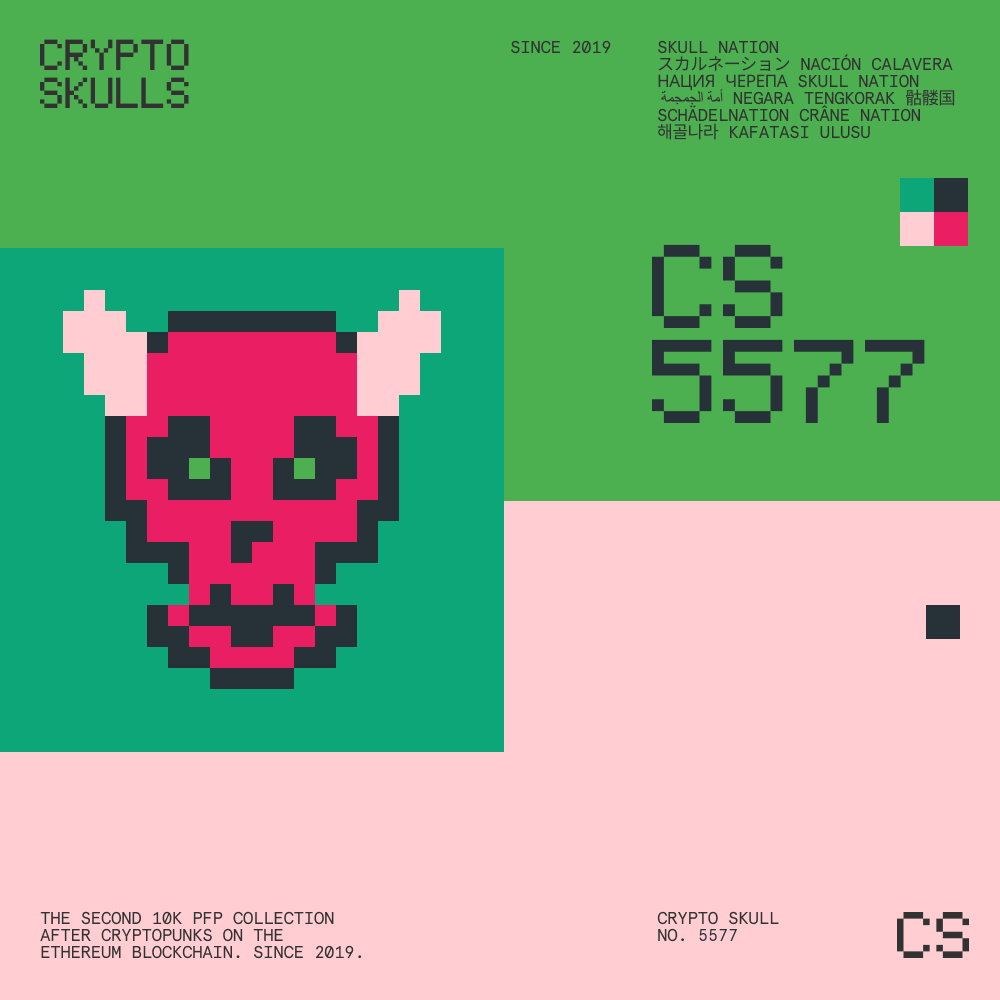 CRYPTO
SKULLS
SINCE 2019
SKULL NATION
スカルネーション NACIÓN CALAVERA
НАЦИЯ ЧЕРЕПА SKULL NATION
أمة الجمجمة NEGARA TENGKORAK 骷髅国
SCHÄDELNATION CRÂNE NATION
해골나라 KAFATASI ULUSU
CS
5577
THE SECOND 10K PFP COLLECTION
AFTER CRYPTOPUNKS ON THE
ETHEREUM BLOCKCHAIN. SINCE 2019.
CRYPTO SKULL
NO. 5577
CS